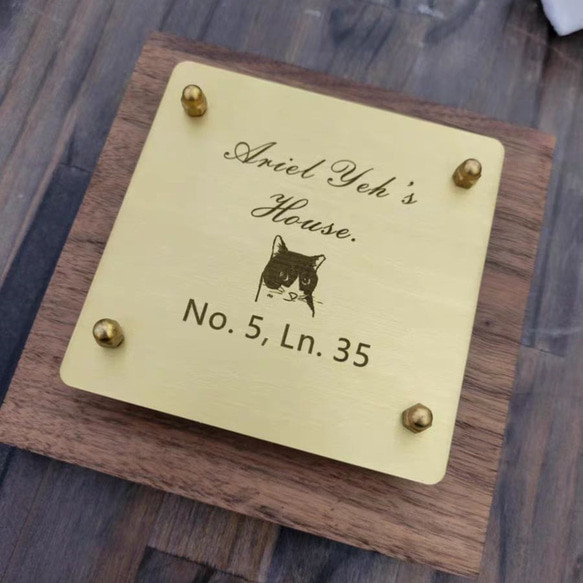 Ariel Yeh's
House.
No. 5, Ln. 35